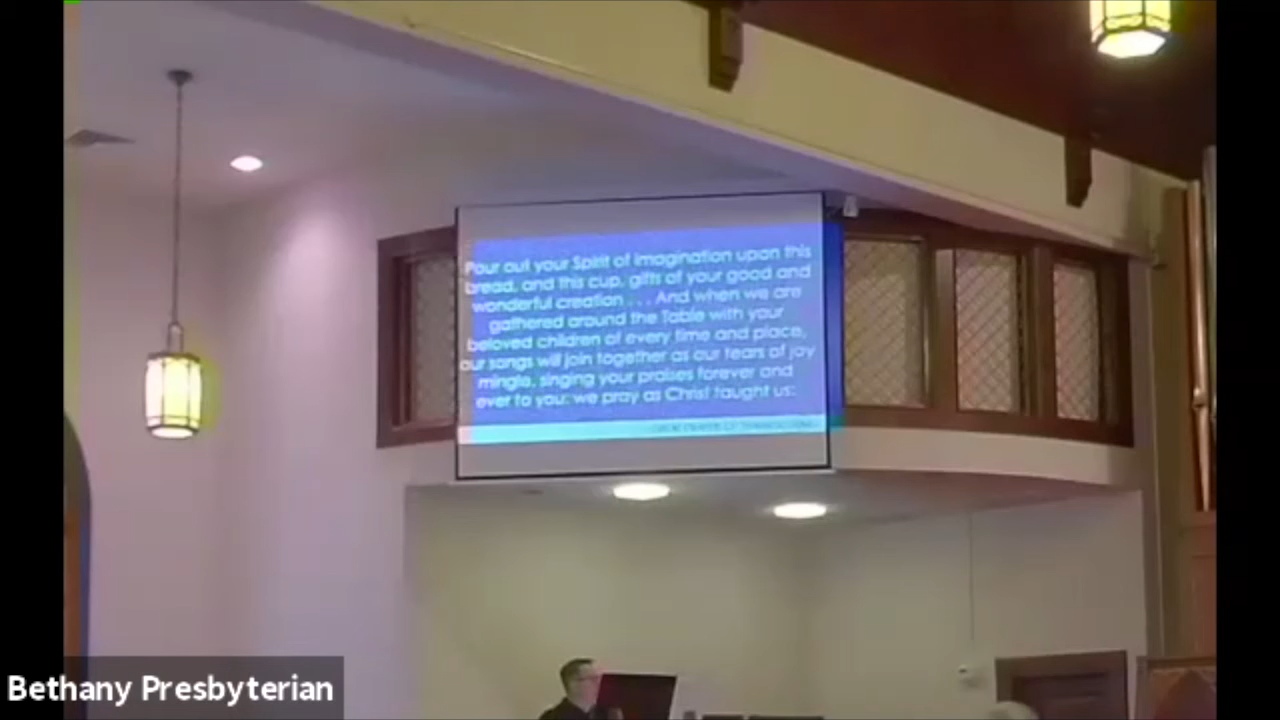 Pour out your Spirit of imagination upon this
bread, and this cup, gifts of your good and
wonderful creation . . . And when we are
gathered around the Table with your
beloved children of every time and place,
our songs will join together as our tears of joy
mingle, singing your praises forever and
ever to you; we pray as Christ taught us:
Bethany Presbyterian